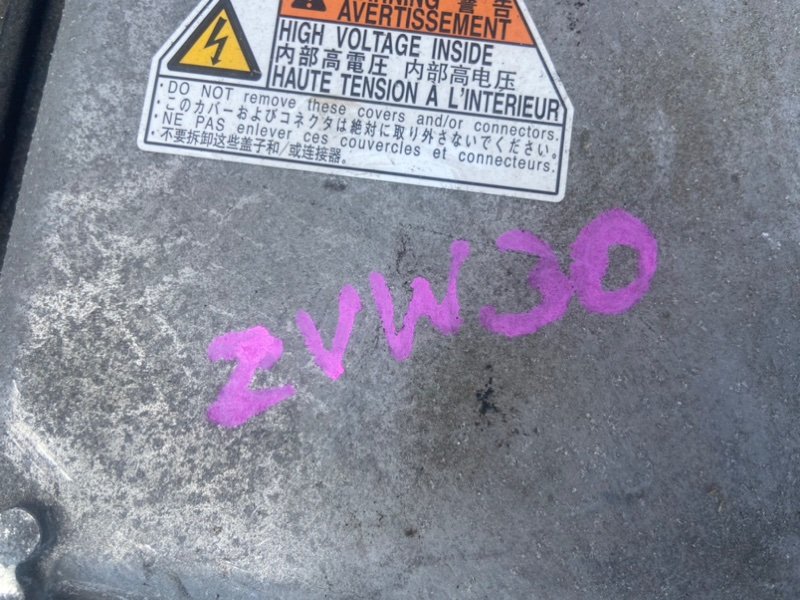 WARNING 警告
AVERTISSEMENT
HIGH VOLTAGE INSIDE
内部高電圧 内部高电压
HAUTE TENSION À L'INTÉRIEUR
・DO NOT remove these covers and/or connectors.
・このカバーおよびコネクタは絶対に取り外さないでください。
・NE PAS enlever ces couvercles et connecteurs.
・不要拆卸这些盖子和/或连接器。
ZVW30